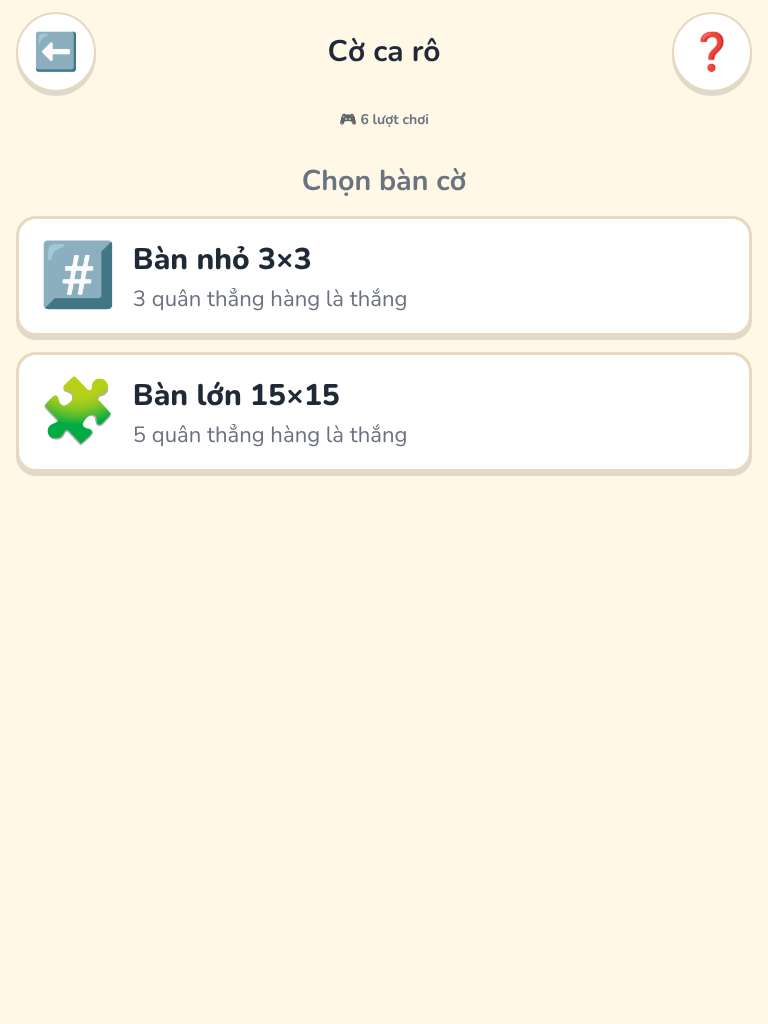 Cờ ca rô
🎮 6 lượt chơi
Chọn bàn cờ
Bàn nhỏ 3×3
3 quân thẳng hàng là thắng
Bàn lớn 15×15
5 quân thẳng hàng là thắng